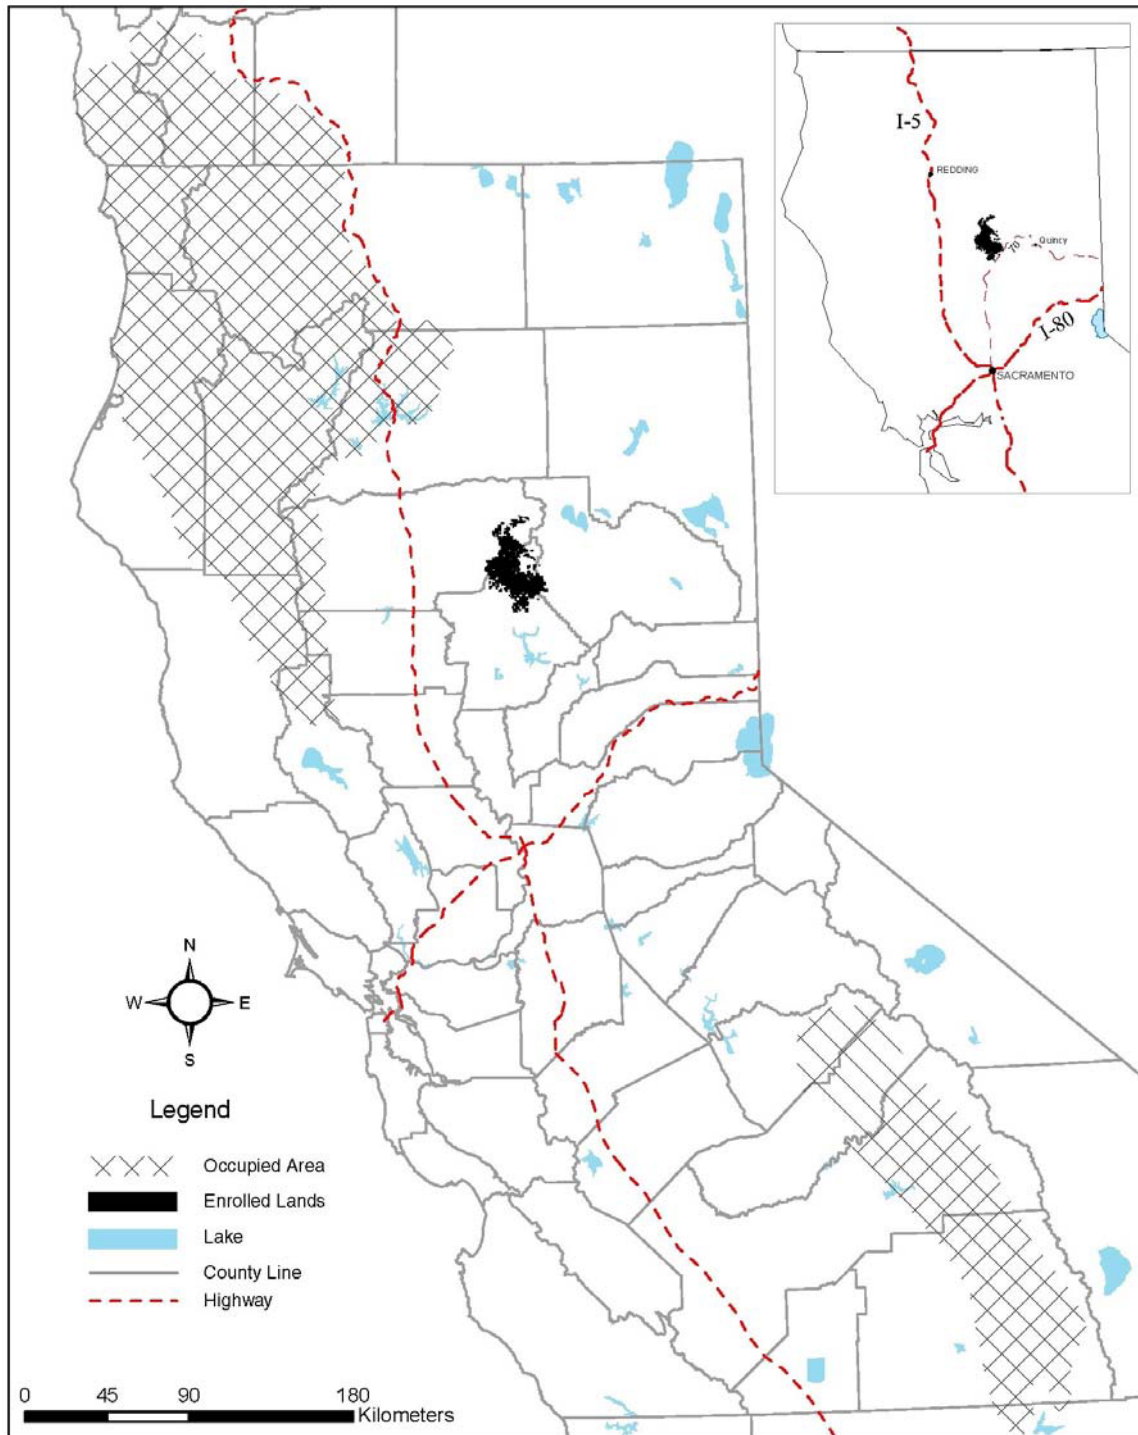 I-5
REDDING
Quincy
70
I-80
SACRAMENTO
N
W E
S
Legend
Occupied Area
Enrolled Lands
Lake
County Line
Highway
0 45 90 180
Kilometers